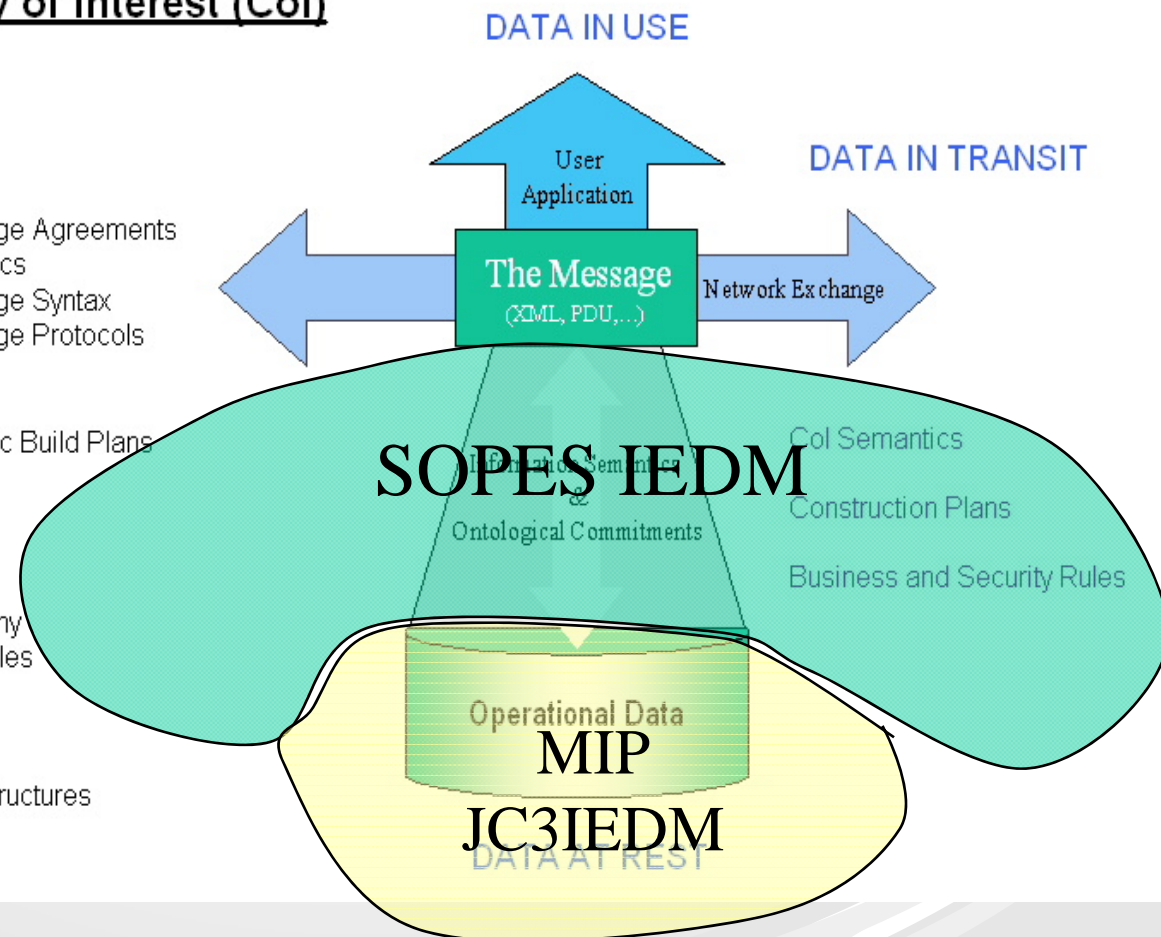 y of Interest (CoI)
DATA IN USE
DATA IN TRANSIT
User
Application
ge Agreements
cs
ge Syntax
ge Protocols
The Message
(XML, PDU,...)
Network Exchange
c Build Plans
SOPES IEDM
Information Semantics
&
Ontological Commitments
CoI Semantics
Construction Plans
Business and Security Rules
ny
les
Operational Data
MIP
JC3IEDM
DATA AT REST
ructures